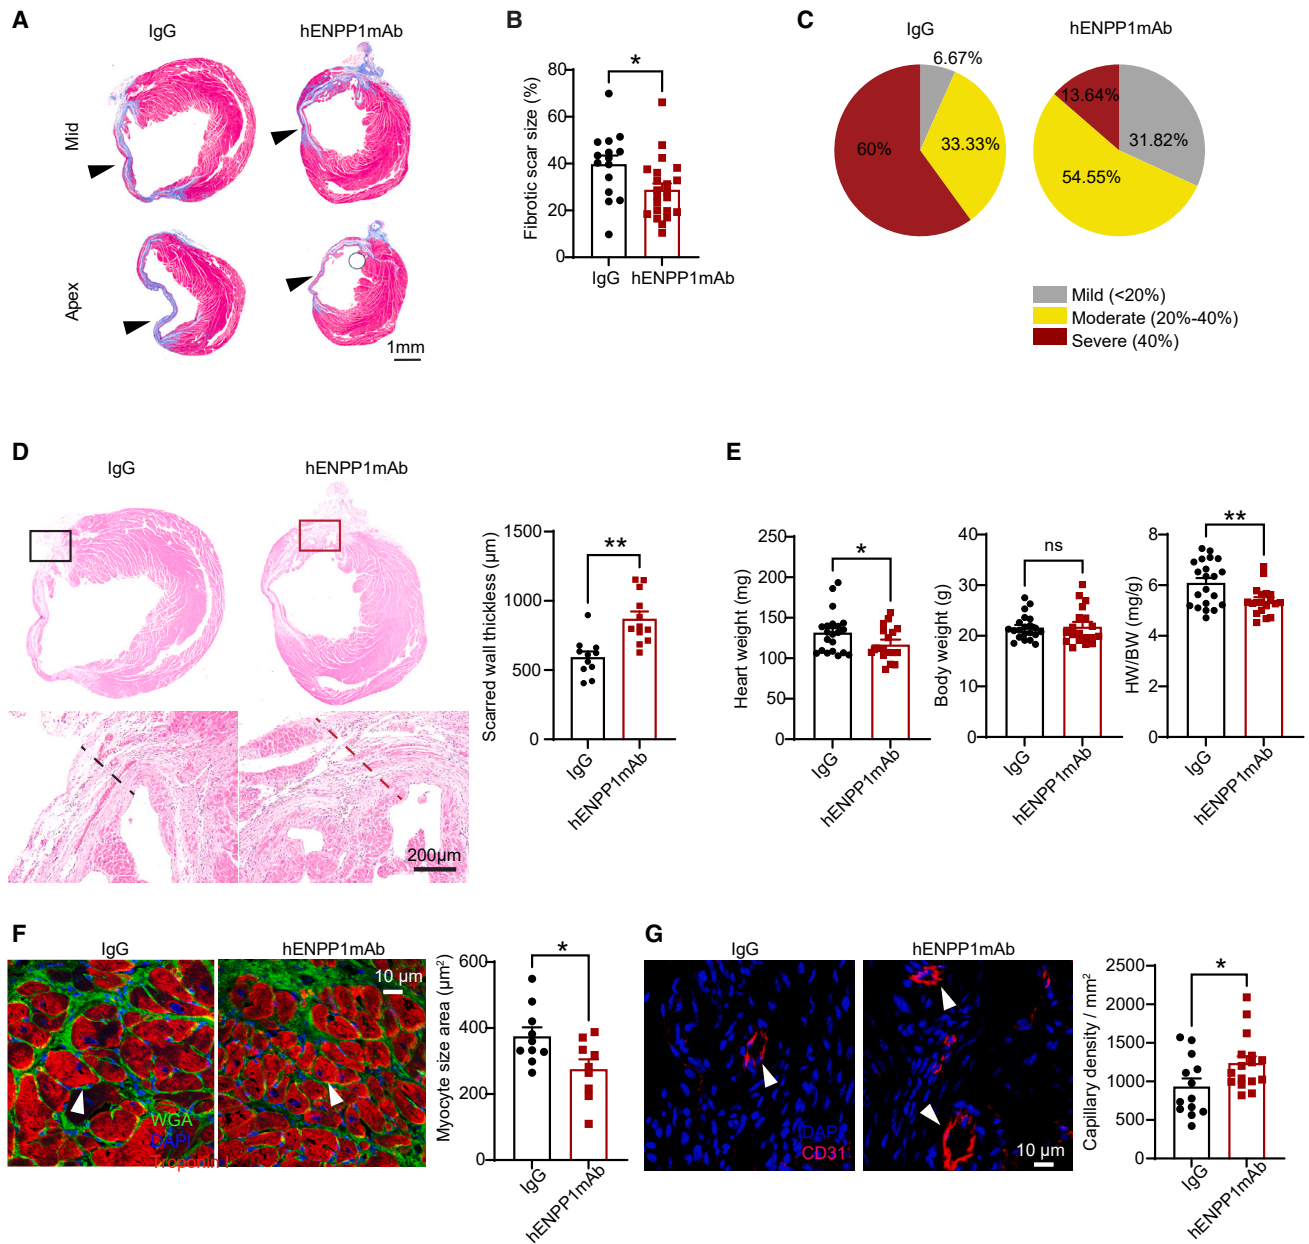 A
IgG
hENPP1mAb
Mid
Apex
1mm
B
Fibrotic scar size (%)
80
60
40
20
0
*
IgG
hENPP1mAb
C
IgG
hENPP1mAb
6.67%
33.33%
60%
13.64%
31.82%
54.55%
Mild (<20%)
Moderate (20%-40%)
Severe (40%)
D
IgG
hENPP1mAb
200µm
Scarred wall thickless (µm)
1500
1000
500
0
**
IgG
hENPP1mAb
E
Heart weight (mg)
250
200
150
100
50
0
*
IgG
hENPP1mAb
Body weight (g)
40
30
20
10
0
ns
IgG
hENPP1mAb
HW/BW (mg/g)
8
6
4
2
0
**
IgG
hENPP1mAb
F
IgG
hENPP1mAb
10 µm
WGA
DAPI
Troponin I
Myocyte size area (µm²)
600
400
200
0
*
IgG
hENPP1mAb
G
IgG
hENPP1mAb
DAPI
CD31
10 µm
Capillary density / mm²
2500
2000
1500
1000
500
0
*
IgG
hENPP1mAb